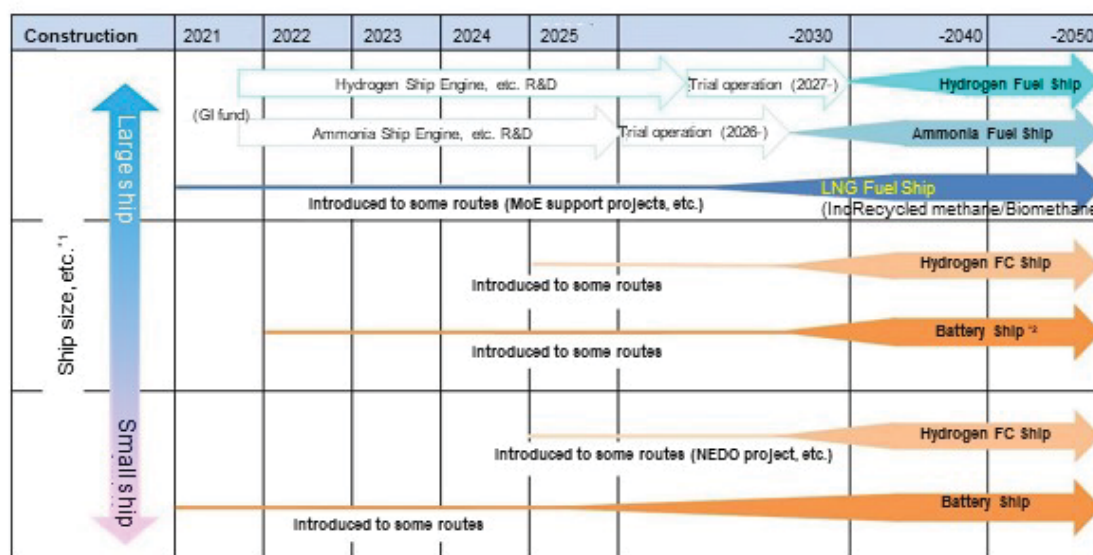 Construction 2021 2022 2023 2024 2025 -2030 -2040 -2050
Hydrogen Ship Engine, etc. R&D Trial operation (2027-) Hydrogen Fuel Ship
(GI fund)
Ammonia Ship Engine, etc. R&D Trial operation (2026- Ammonia Fuel Ship
LNG Fuel Ship
Introduced to some routes (MoE support projects, etc.)
(IncRecycled methane/Biomethane
Large ship
Ship size, etc.*1
Small ship
Hydrogen FC Ship
Introduced to some routes
Battery Ship *2
Introduced to some routes
Hydrogen FC Ship
Introduced to some routes (NEDO project, etc.)
Battery Ship
Introduced to some routes